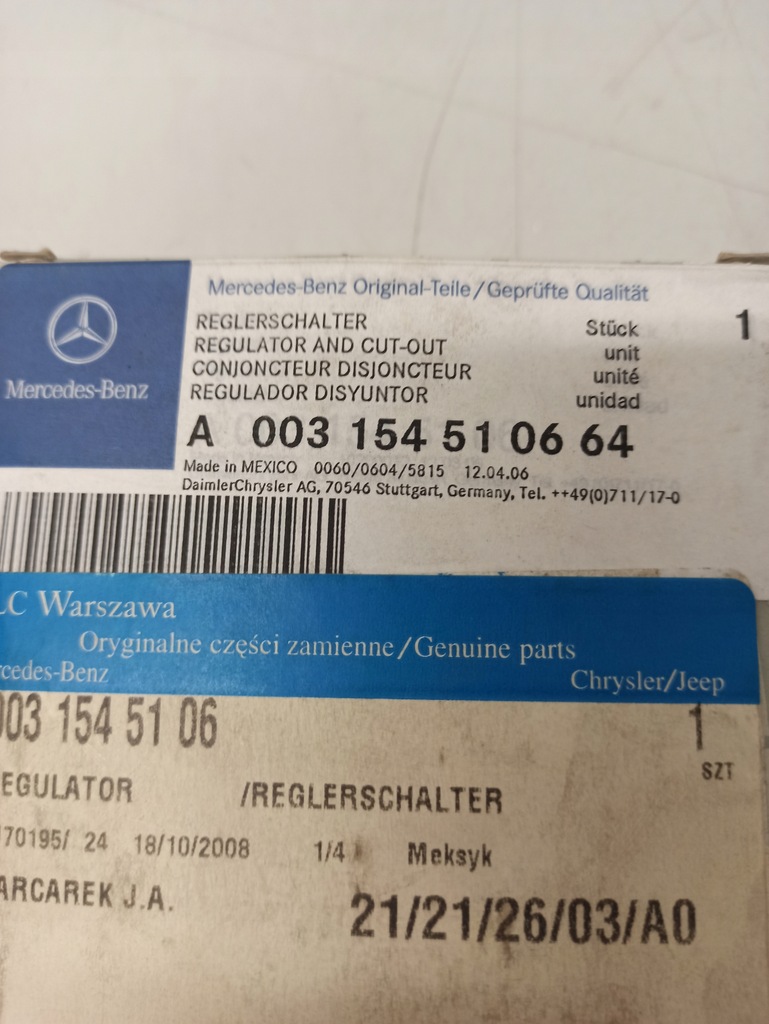 Mercedes-Benz Original-Teile/Geprüfte Qualität
Mercedes-Benz
REGLERSCHALTER Stück 1
REGULATOR AND CUT-OUT unit
CONJONCTEUR DISJONCTEUR unité
REGULADOR DISYUNTOR unidad
A 003 154 51 06 64
Made in MEXICO 0060/0604/5815 12.04.06
DaimlerChrysler AG, 70546 Stuttgart, Germany, Tel. ++49(0)711/17-0
LC Warszawa
Oryginalne części zamienne/Genuine parts
cedes-Benz Chrysler/Jeep
003 154 51 06 1
SZT
EGULATOR /REGLERSCHALTER
70195/ 24 18/10/2008 1/4 Meksyk
ARCAREK J.A.
21/21/26/03/A0